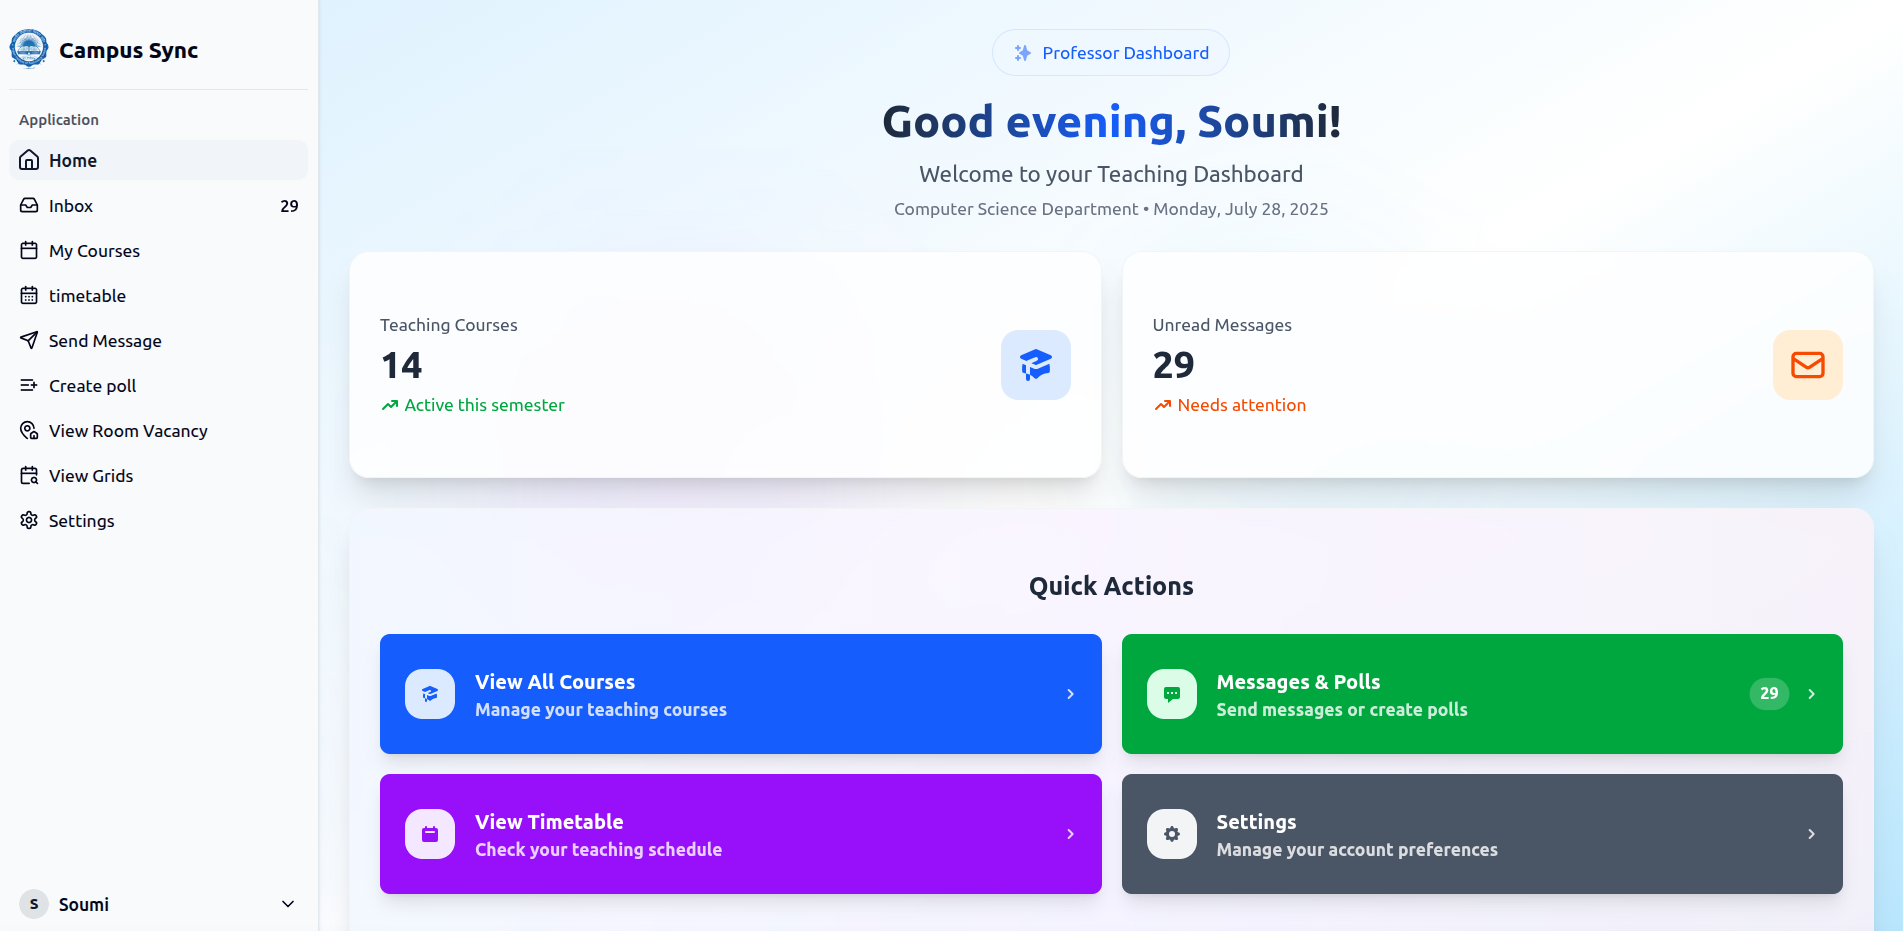 Campus Sync
Application
Home
Inbox 29
My Courses
timetable
Send Message
Create poll
View Room Vacancy
View Grids
Settings
S Soumi
Professor Dashboard
Good evening, Soumi!
Welcome to your Teaching Dashboard
Computer Science Department • Monday, July 28, 2025
Teaching Courses
14
Active this semester
Unread Messages
29
Needs attention
Quick Actions
View All Courses
Manage your teaching courses
Messages & Polls
Send messages or create polls
29
View Timetable
Check your teaching schedule
Settings
Manage your account preferences